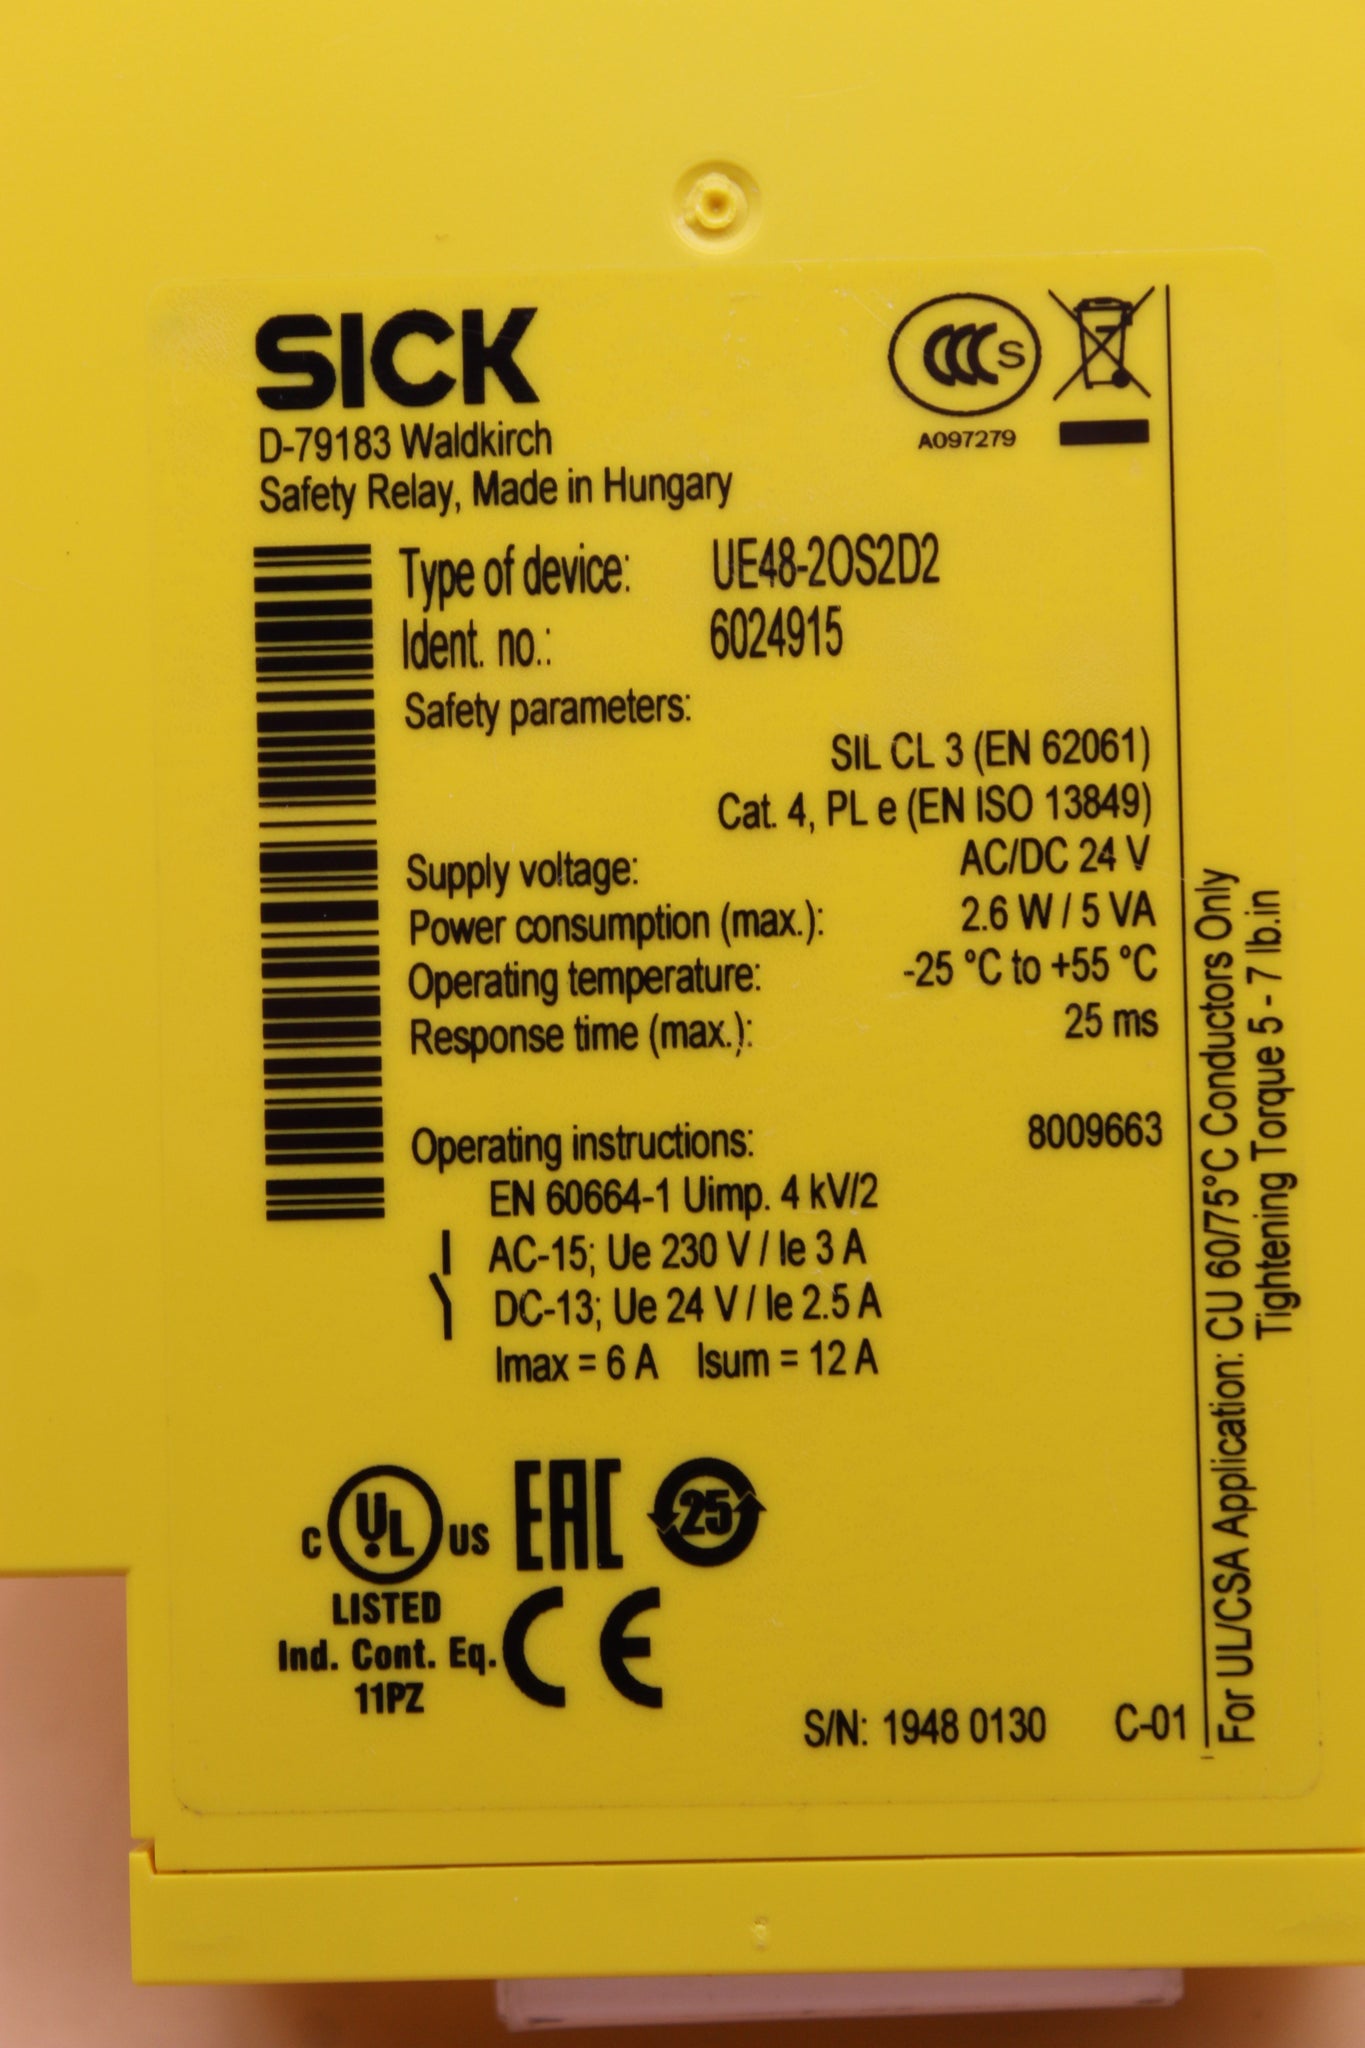 SICK
D-79183 Waldkirch
Safety Relay, Made in Hungary
CCC S
A097279
Type of device: UE48-2OS2D2
Ident. no.: 6024915
Safety parameters:
SIL CL 3 (EN 62061)
Cat. 4, PL e (EN ISO 13849)
Supply voltage: AC/DC 24 V
Power consumption (max.): 2.6 W / 5 VA
Operating temperature: -25 °C to +55 °C
Response time (max.): 25 ms
Operating instructions: 8009663
EN 60664-1 Uimp. 4 kV/2
AC-15; Ue 230 V / Ie 3 A
DC-13; Ue 24 V / Ie 2.5 A
Imax = 6 A Isum = 12 A
C UL US
LISTED
Ind. Cont. Eq.
11PZ
EAC
25
CE
S/N: 1948 0130 C-01
For UL/CSA Application: CU 60/75°C Conductors Only
Tightening Torque 5 - 7 lb.in